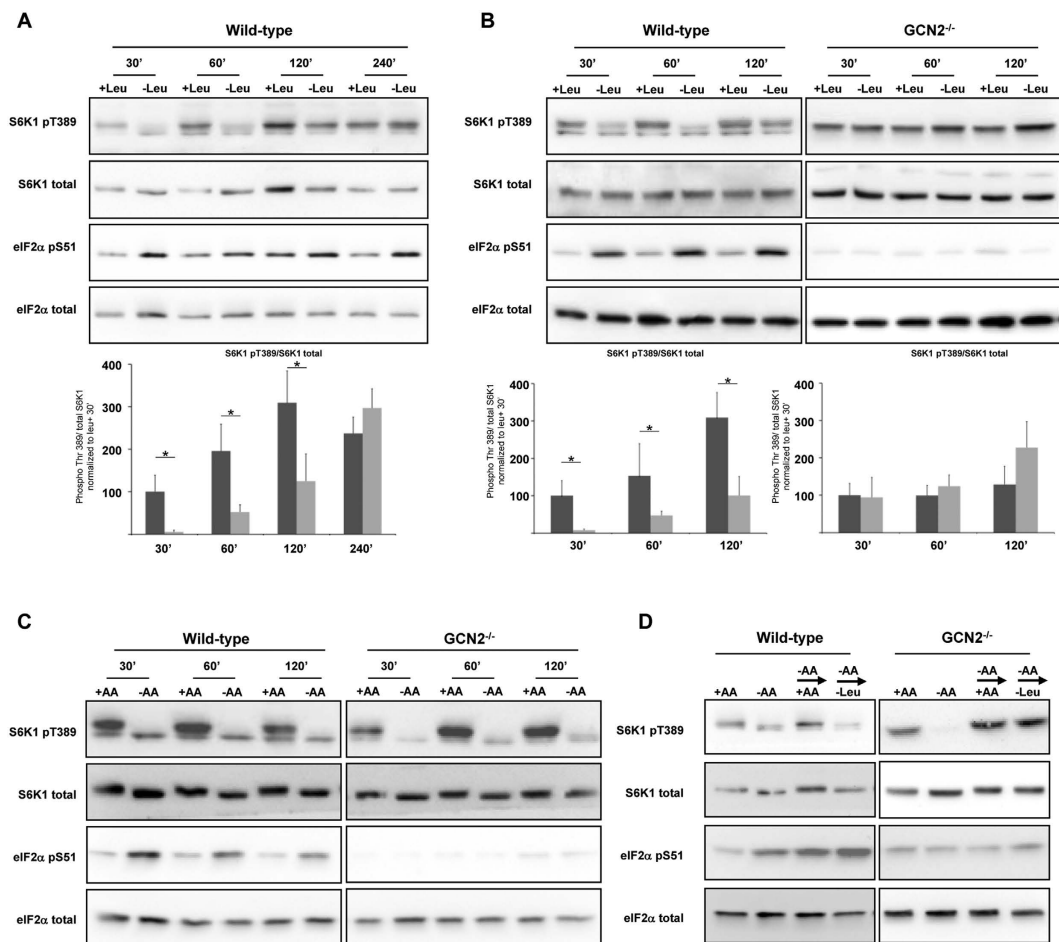 A
Wild-type
30’ 60’ 120’ 240’
+Leu -Leu +Leu -Leu +Leu -Leu +Leu -Leu
S6K1 pT389
S6K1 total
eIF2α pS51
eIF2α total
S6K1 pT389/S6K1 total
Phospho Thr 389/ total S6K1
normalized to leu+ 30’
400
300
200
100
* * *
30’ 60’ 120’ 240’
B
Wild-type GCN2-/-
30’ 60’ 120’ 30’ 60’ 120’
+Leu -Leu +Leu -Leu +Leu -Leu +Leu -Leu +Leu -Leu +Leu -Leu
S6K1 pT389
S6K1 total
eIF2α pS51
eIF2α total
S6K1 pT389/S6K1 total S6K1 pT389/S6K1 total
Phospho Thr 389/ total S6K1
normalized to leu+ 30’
400
300
200
100
* * *
30’ 60’ 120’
Phospho Thr 389/ total S6K1
normalized to leu+ 30’
400
300
200
100
30’ 60’ 120’
C
Wild-type GCN2-/-
30’ 60’ 120’ 30’ 60’ 120’
+AA -AA +AA -AA +AA -AA +AA -AA +AA -AA +AA -AA
S6K1 pT389
S6K1 total
eIF2α pS51
eIF2α total
D
Wild-type GCN2-/-
-AA -AA -AA -AA
+AA -AA +AA -Leu +AA -AA +AA -Leu
S6K1 pT389
S6K1 total
eIF2α pS51
eIF2α total